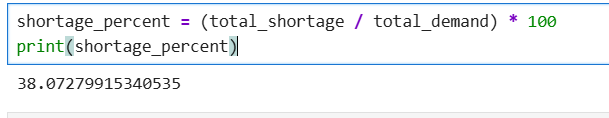 shortage_percent = (total_shortage / total_demand) * 100
print(shortage_percent)
38.07279915340535